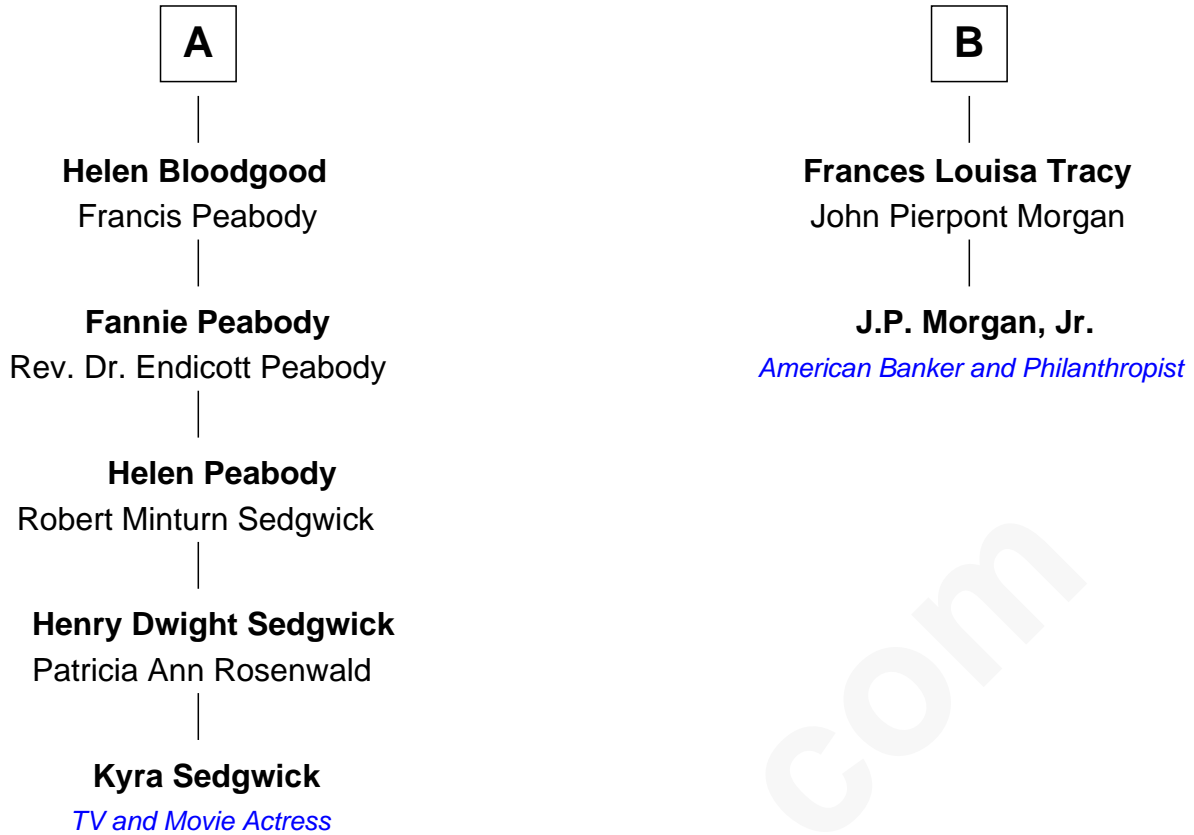 A
Helen Bloodgood
Francis Peabody
Fannie Peabody
Rev. Dr. Endicott Peabody
Helen Peabody
Robert Minturn Sedgwick
Henry Dwight Sedgwick
Patricia Ann Rosenwald
Kyra Sedgwick
TV and Movie Actress
B
Frances Louisa Tracy
John Pierpont Morgan
J.P. Morgan, Jr.
American Banker and Philanthropist
com